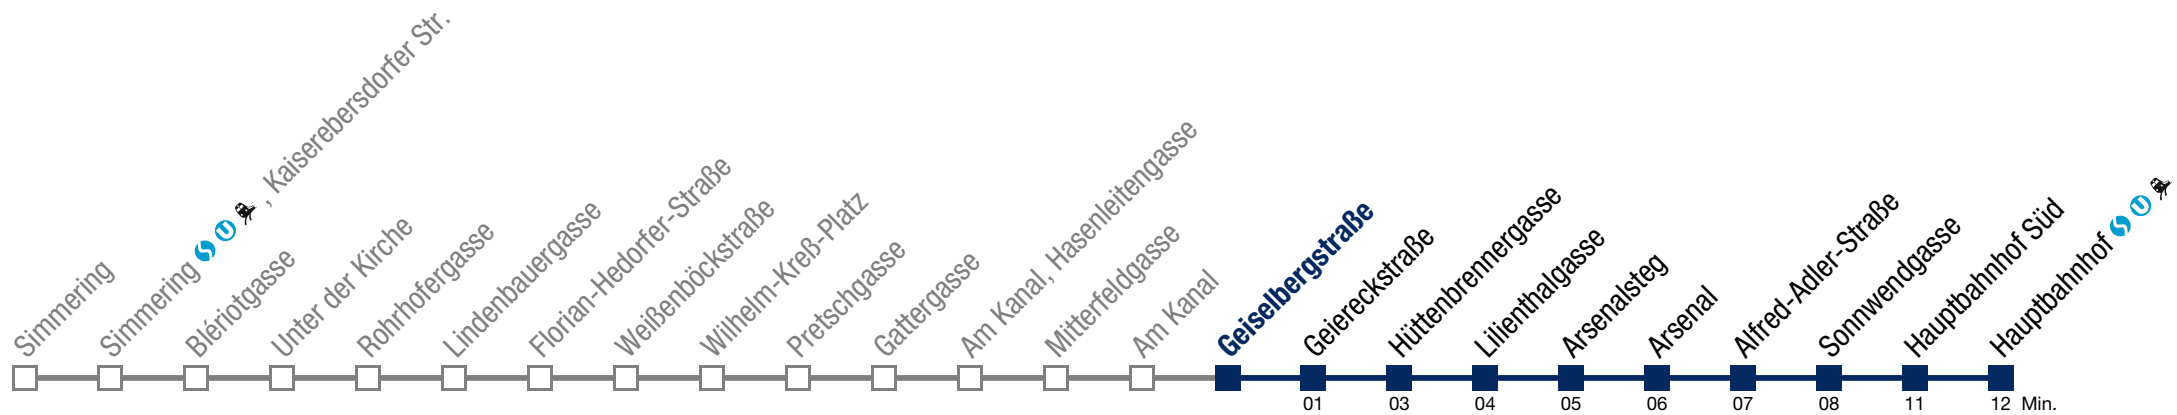 Simmering
Simmering , Kaiserebersdorfer Str.
Blériotgasse
Unter der Kirche
Rohrhofergasse
Lindenbauergasse
Florian-Hedorfer-Straße
Weißenböckstraße
Wilhelm-Kreß-Platz
Pretschgasse
Gattergasse
Am Kanal, Hasenleitengasse
Mitterfeldgasse
Am Kanal
Geiselbergstraße
Geiereckstraße
Hüttenbrennergasse
Lilienthalgasse
Arsenalsteg
Arsenal
Alfred-Adler-Straße
Sonnwendgasse
Hauptbahnhof Süd
Hauptbahnhof
01 03 04 05 06 07 08 11 12 Min.